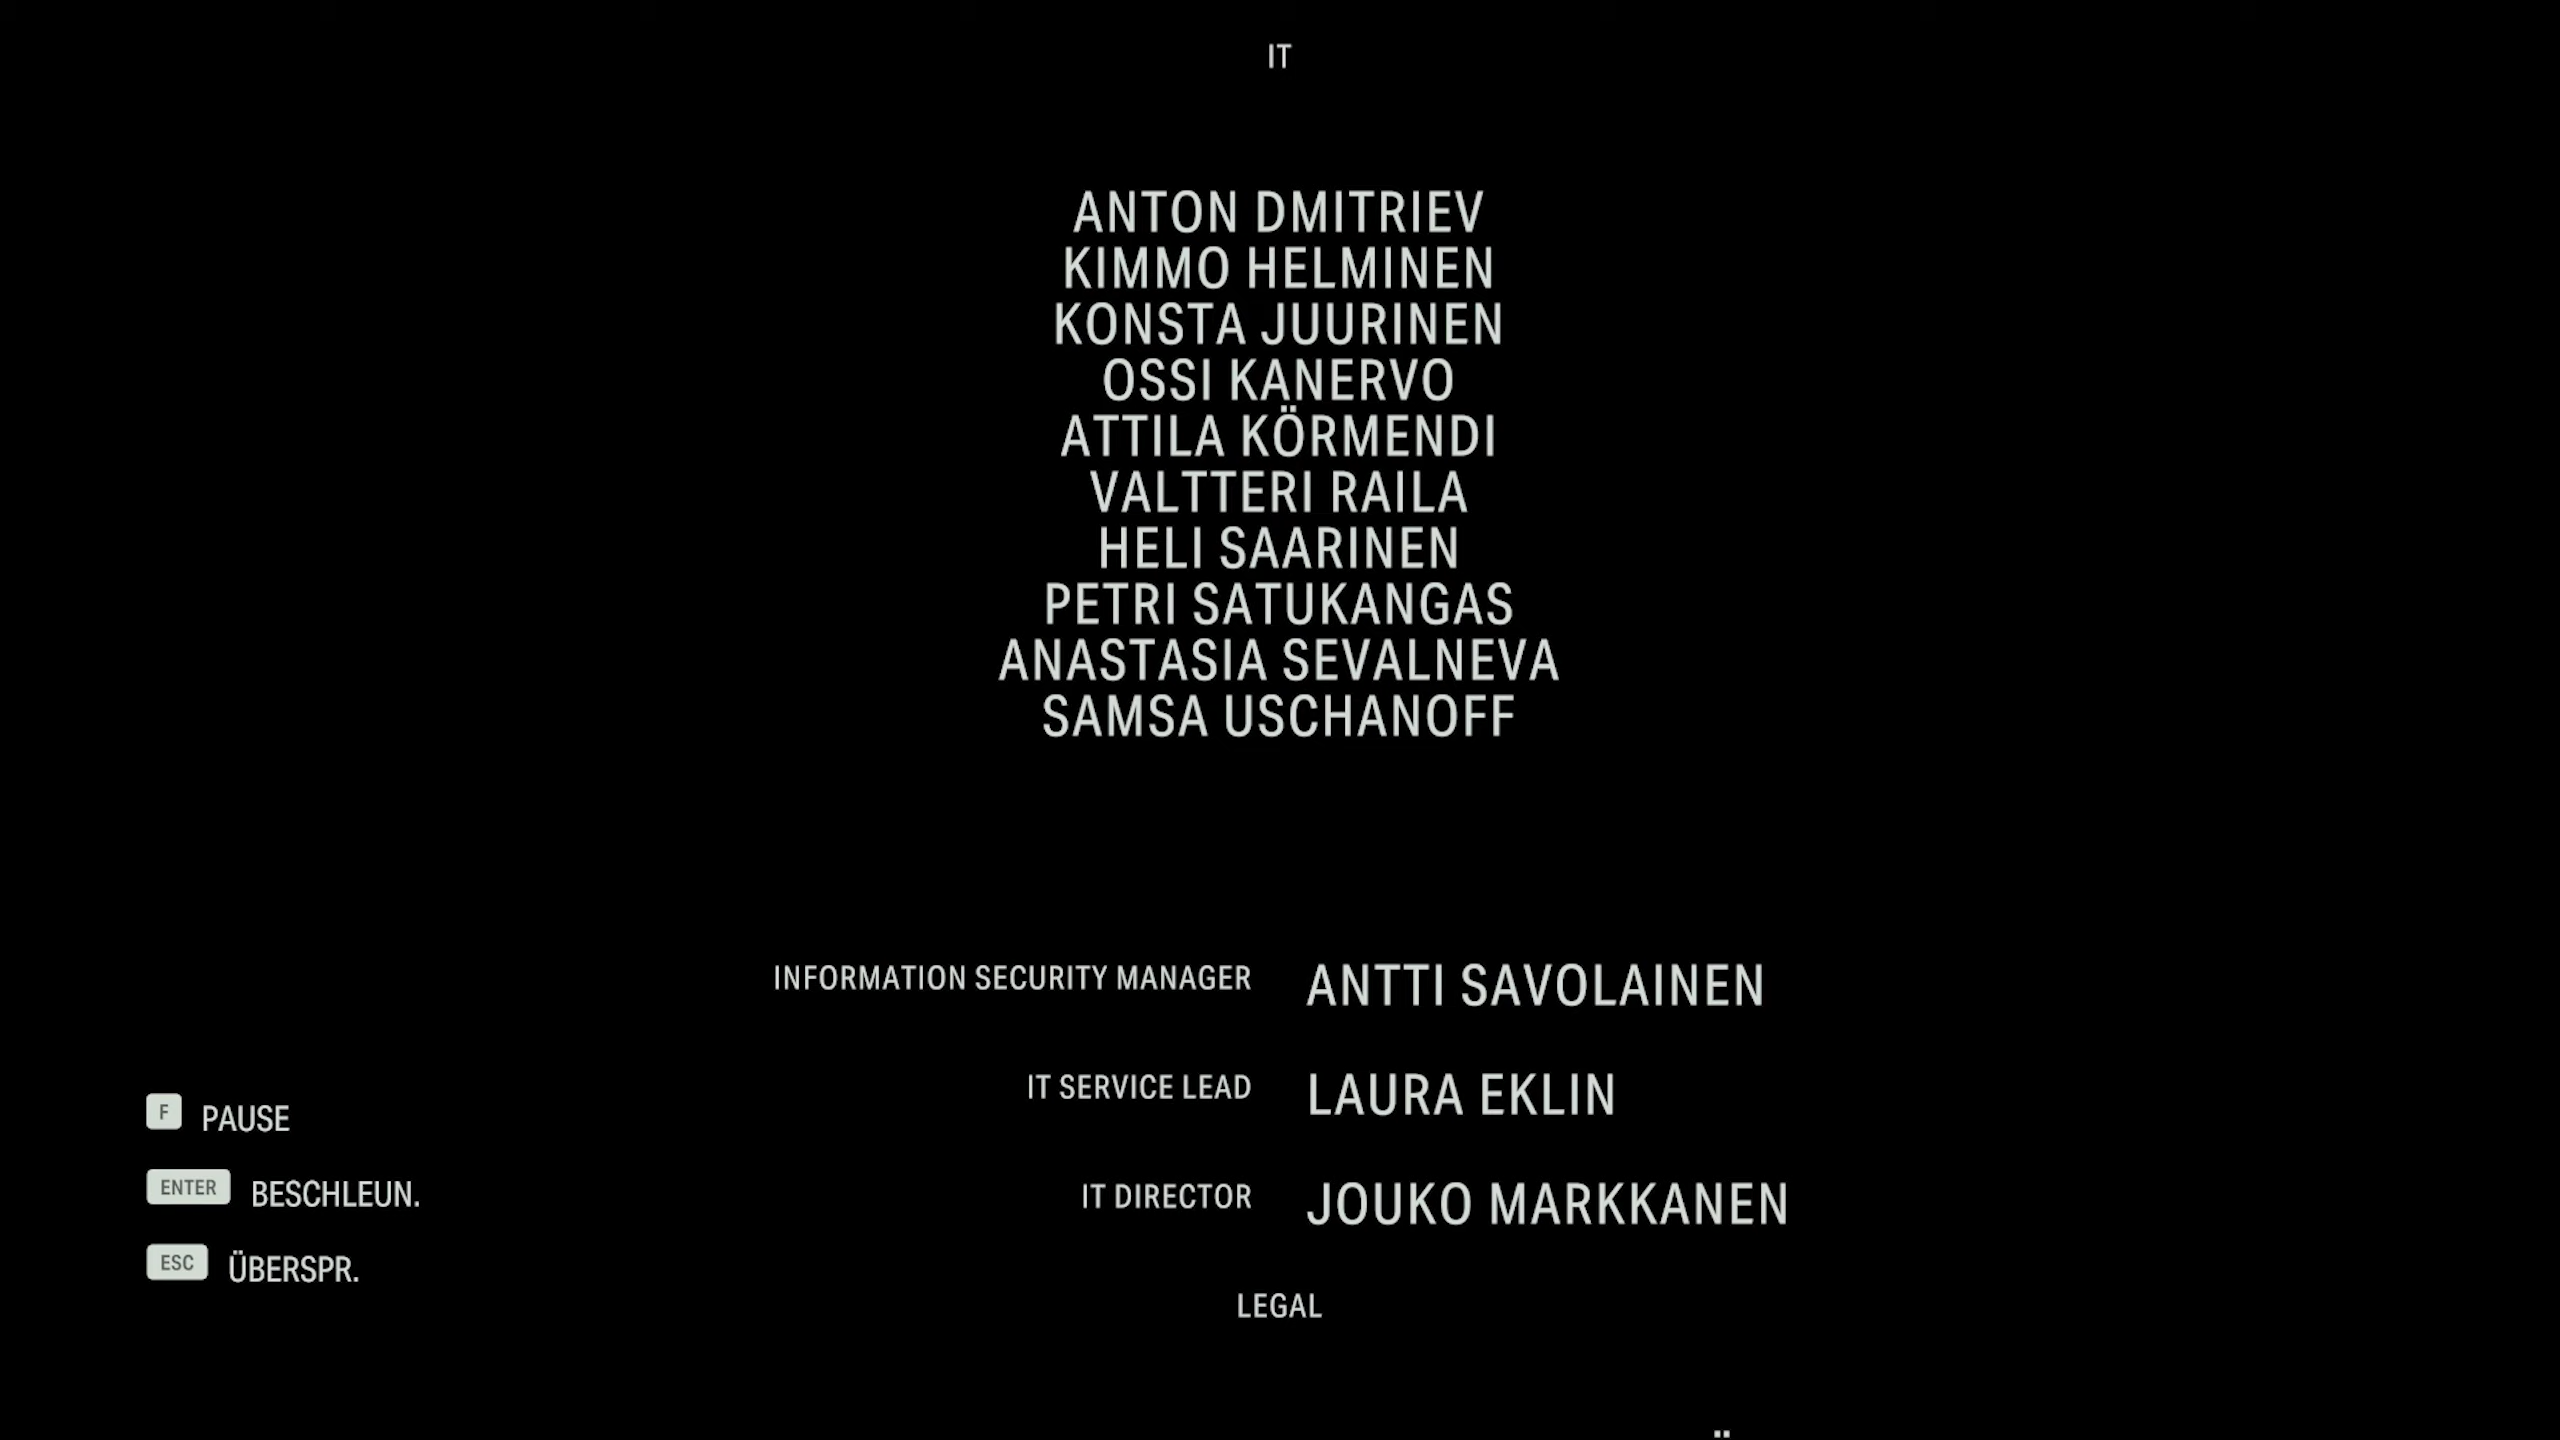 IT
ANTON DMITRIEV
KIMMO HELMINEN
KONSTA JUURINEN
OSSI KANERVO
ATTILA KÖRMENDI
VALTTERI RAILA
HELI SAARINEN
PETRI SATUKANGAS
ANASTASIA SEVALNEVA
SAMSA USCHANOFF
INFORMATION SECURITY MANAGER ANTTI SAVOLAINEN
IT SERVICE LEAD LAURA EKLIN
IT DIRECTOR JOUKO MARKKANEN
LEGAL
F PAUSE
ENTER BESCHLEUN.
ESC ÜBERSPR.